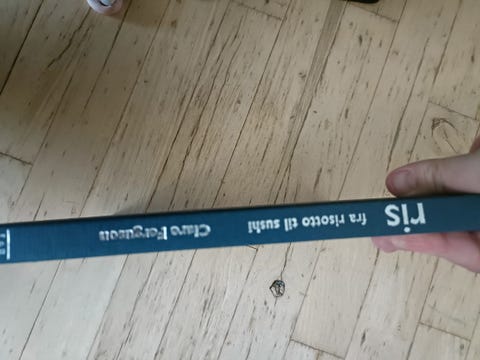 ris
fra risotto til sushi
Clare Ferguson